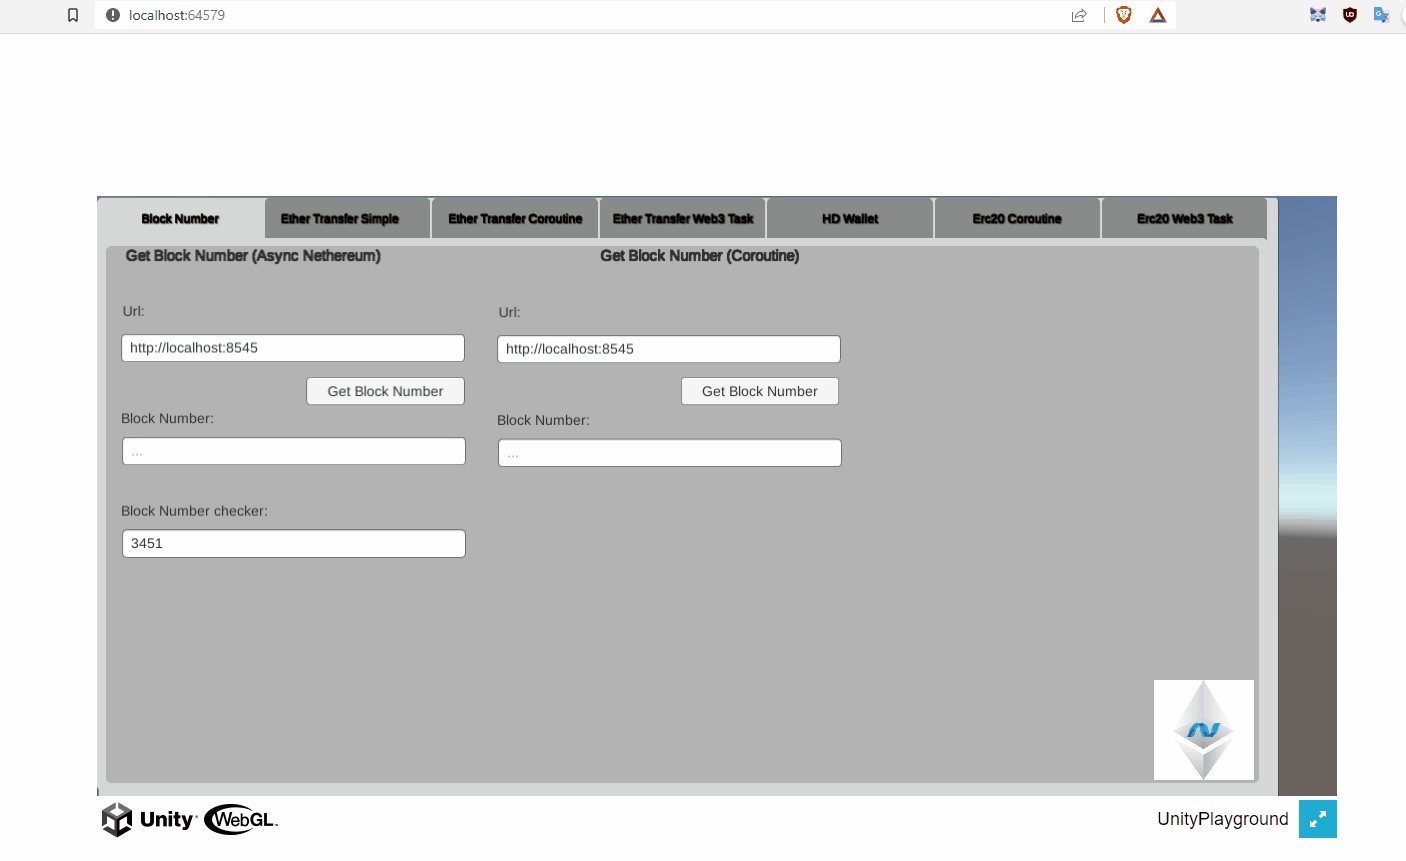 localhost:64579
Block Number
Ether Transfer Simple
Ether Transfer Coroutine
Ether Transfer Web3 Task
HD Wallet
Erc20 Coroutine
Erc20 Web3 Task
Get Block Number (Async Nethereum)
Get Block Number (Coroutine)
Url:
Url:
http://localhost:8545
http://localhost:8545
Get Block Number
Get Block Number
Block Number:
Block Number:
...
...
Block Number checker:
3451
Unity
WebGL
UnityPlayground